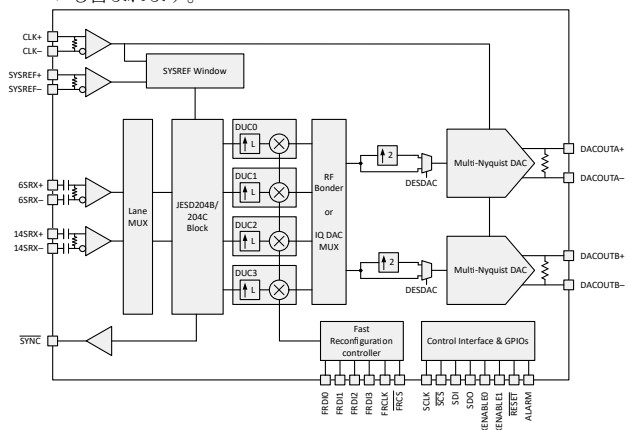 CLK+
CLK–
SYSREF+
SYSREF–
SYSREF Window
6SRX+
6SRX–
14SRX+
14SRX–
Lane
MUX
JESD204B/
204C
Block
DUC0
L
DUC1
L
DUC2
L
DUC3
L
RF
Bonder
or
IQ DAC
MUX
2
DESDAC
Multi-Nyquist DAC
DACOUTA+
DACOUTA–
2
DESDAC
Multi-Nyquist DAC
DACOUTB+
DACOUTB–
SYNC
Fast
Reconfiguration
controller
Control Interface & GPIOs
FRDI0
FRDI1
FRDI2
FRDI3
FRCLK
FRCS
SCLK
SCS
SDI
SDO
XENABLE0
XENABLE1
RESET
ALARM